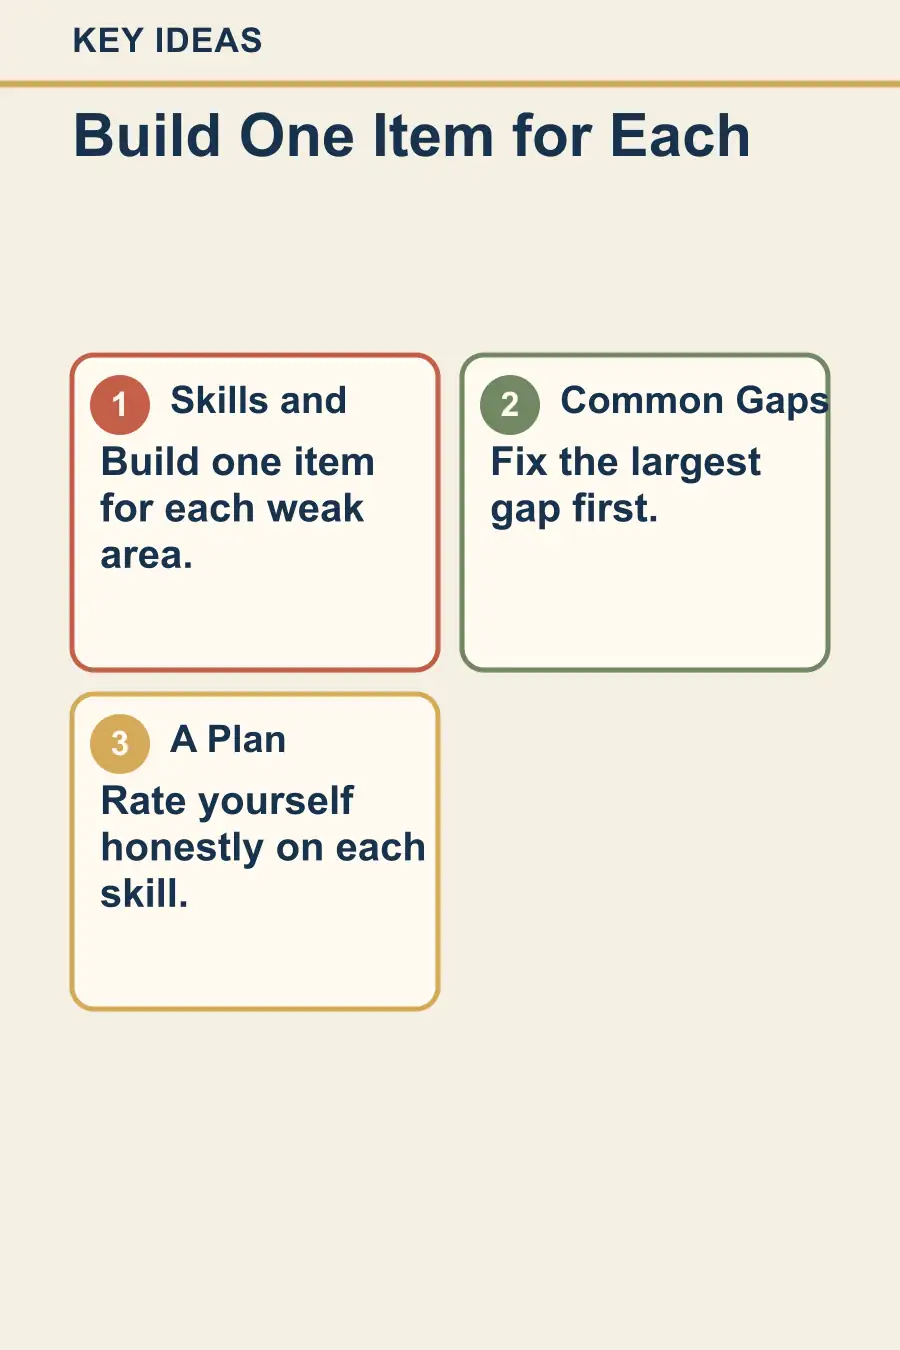 KEY IDEAS
Build One Item for Each
1 Skills and
Build one item
for each weak
area.
2 Common Gaps
Fix the largest
gap first.
3 A Plan
Rate yourself
honestly on each
skill.